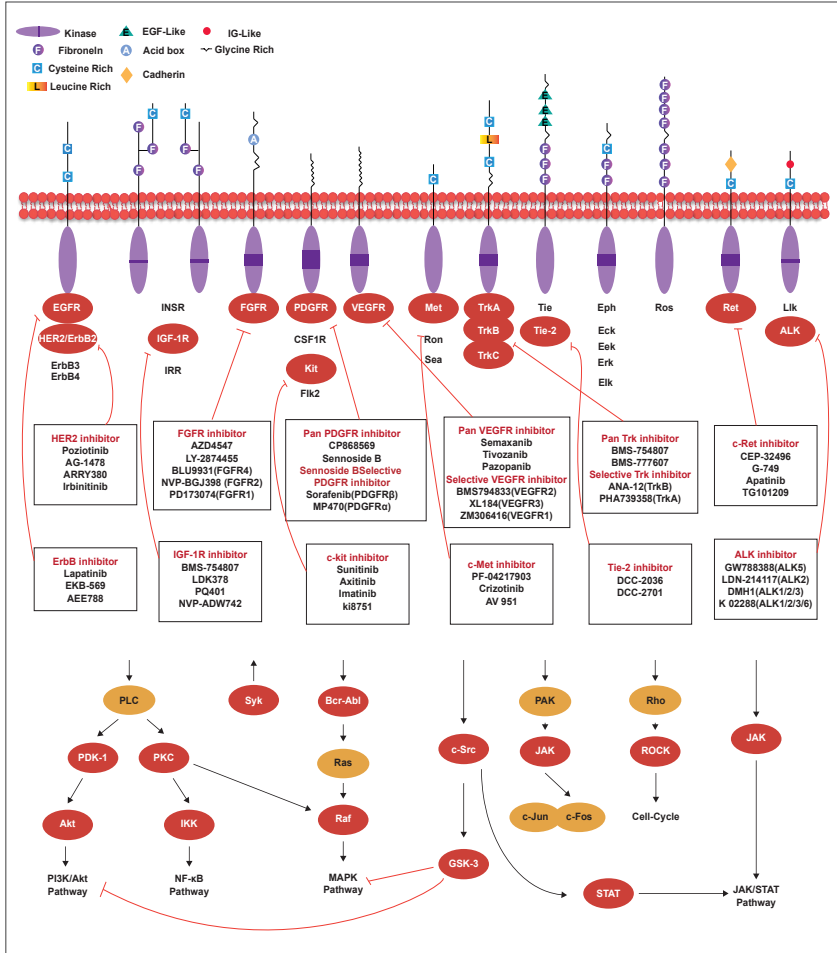 Kinase
E EGF-Like
IG-Like
F Fibroneln
A Acid box
Glycine Rich
C Cysteine Rich
Cadherin
L Leucine Rich
C
C
F
C
F
F
C
F
F
A
C
C
L
C
E
E
E
F
F
F
C
F
F
F
F
F
F
F
F
F
C
C
EGFR
HER2/ErbB2
ErbB3
ErbB4
INSR
IGF-1R
IRR
FGFR
PDGFR
CSF1R
Kit
Flk2
VEGFR
Met
Ron
Sea
TrkA
TrkB
TrkC
Tie
Tie-2
Eph
Eck
Eek
Erk
Elk
Ros
Ret
Llk
ALK
HER2 inhibitor
Poziotinib
AG-1478
ARRY380
Irbinitinib
FGFR inhibitor
AZD4547
LY-2874455
BLU9931(FGFR4)
NVP-BGJ398 (FGFR2)
PD173074(FGFR1)
Pan PDGFR inhibitor
CP868569
Sennoside B
Sennoside BSelective
PDGFR inhibitor
Sorafenib(PDGFRβ)
MP470(PDGFRα)
Pan VEGFR inhibitor
Semaxanib
Tivozanib
Pazopanib
Selective VEGFR inhibitor
BMS794833(VEGFR2)
XL184(VEGFR3)
ZM306416(VEGFR1)
Pan Trk inhibitor
BMS-754807
BMS-777607
Selective Trk inhibitor
ANA-12(TrkB)
PHA739358(TrkA)
c-Ret inhibitor
CEP-32496
G-749
Apatinib
TG101209
ErbB inhibitor
Lapatinib
EKB-569
AEE788
IGF-1R inhibitor
BMS-754807
LDK378
PQ401
NVP-ADW742
c-kit inhibitor
Sunitinib
Axitinib
Imatinib
ki8751
c-Met inhibitor
PF-04217903
Crizotinib
AV 951
Tie-2 inhibitor
DCC-2036
DCC-2701
ALK inhibitor
GW788388(ALK5)
LDN-214117(ALK2)
DMH1(ALK1/2/3)
K 02288(ALK1/2/3/6)
PLC
Syk
Bcr-Abl
PAK
Rho
PDK-1
PKC
Ras
c-Src
JAK
ROCK
JAK
Akt
IKK
Raf
c-Jun
c-Fos
Cell-Cycle
GSK-3
PI3K/Akt
Pathway
NF-κB
Pathway
MAPK
Pathway
STAT
JAK/STAT
Pathway